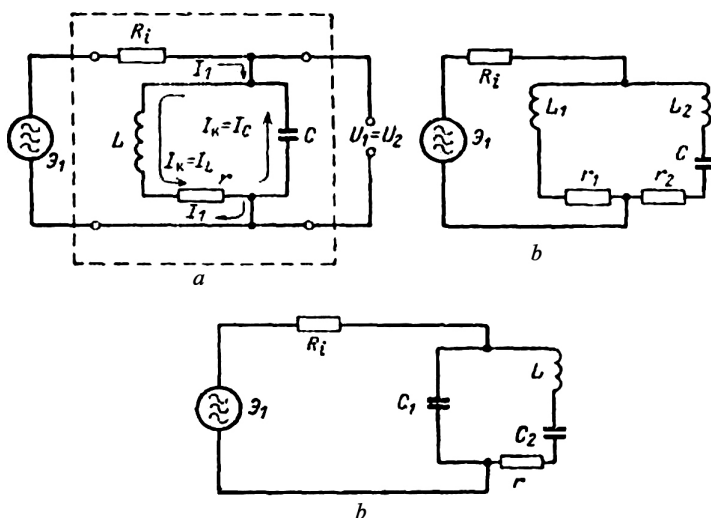 R_i
I_1
Э_1
L
I_к=I_C
C
U_1=U_2
I_к=I_L
r
I_1
a
R_i
Э_1
L_1
L_2
C
r_1
r_2
b
R_i
Э_1
C_1
L
C_2
r
b